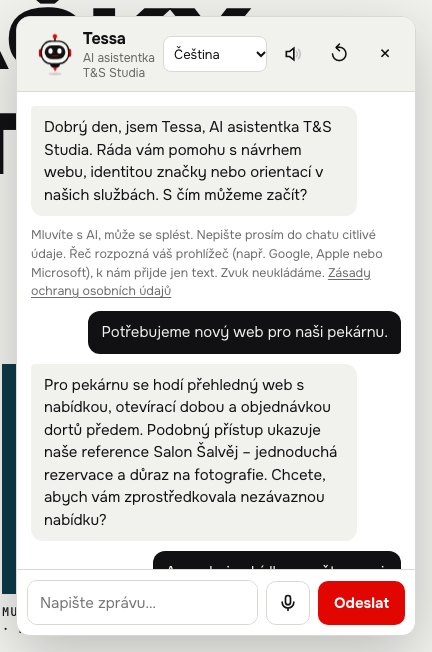 Tessa
AI asistentka
T&S Studia
Čeština
Dobrý den, jsem Tessa, AI asistentka T&S
Studia. Ráda vám pomohu s návrhem
webu, identitou značky nebo orientací v
našich službách. S čím můžeme začít?
Mluvíte s AI, může se splést. Nepište prosím do chatu citlivé
údaje. Řeč rozpozná váš prohlížeč (např. Google, Apple nebo
Microsoft), k nám přijde jen text. Zvuk neukládáme. Zásady
ochrany osobních údajů
Potřebujeme nový web pro naši pekárnu.
Pro pekárnu se hodí přehledný web s
nabídkou, otevírací dobou a objednávkou
dortů předem. Podobný přístup ukazuje
naše reference Salon Šalvěj – jednoduchá
rezervace a důraz na fotografie. Chcete,
abych vám zprostředkovala nezávaznou
nabídku?
Napište zprávu...
Odeslat